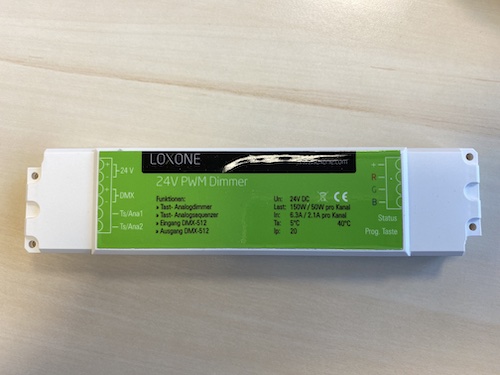 LOXONE
24V PWM Dimmer
+
24 V
-
+
DMX
-
Ts/Ana1
Ts/Ana2
Funktionen:
» Tast- Analogdimmer
» Tast- Analogsequenzer
» Eingang DMX-512
» Ausgang DMX-512
Un: 24V DC CE
Last: 150W / 50W pro Kanal
In: 6.3A / 2.1A pro Kanal
Ta: 5°C 40°C
Ip: 20
+
R
G
B
Status
Prog. Taste